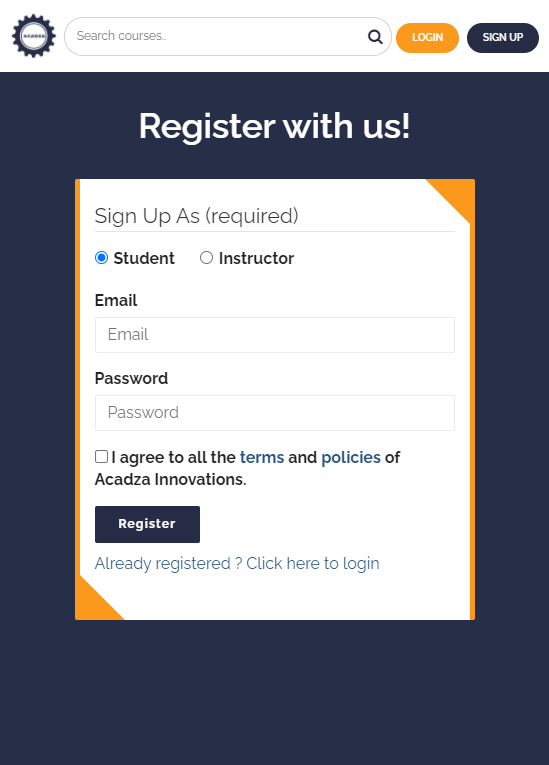 ACADZA
Search courses..
LOGIN
SIGN UP
Register with us!
Sign Up As (required)
Student
Instructor
Email
Email
Password
Password
I agree to all the terms and policies of
Acadza Innovations.
Register
Already registered ? Click here to login